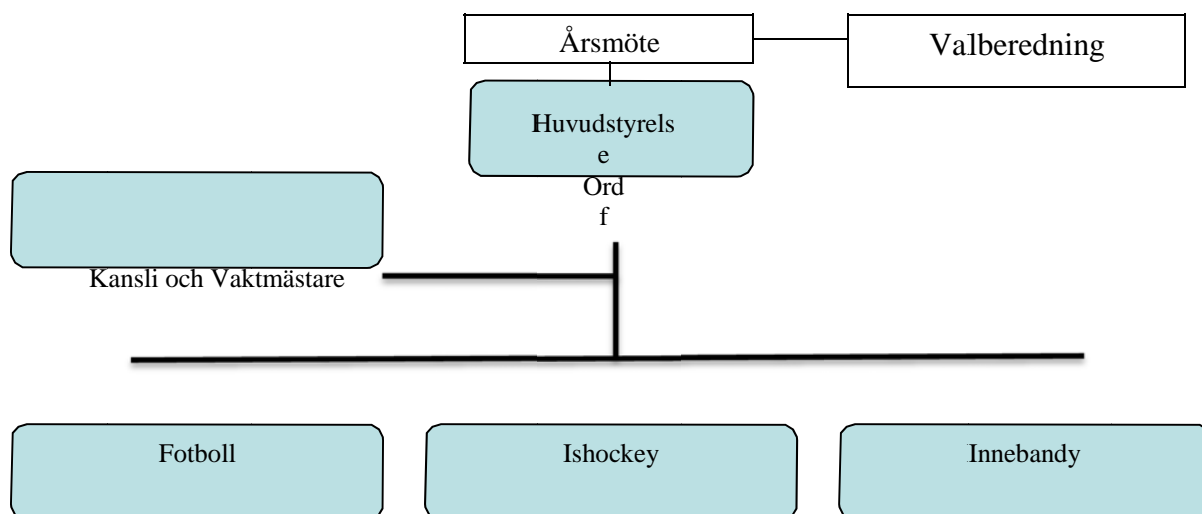 Årsmöte
Valberedning
Huvudstyrels
e
Ord
f
Kansli och Vaktmästare
Fotboll
Ishockey
Innebandy